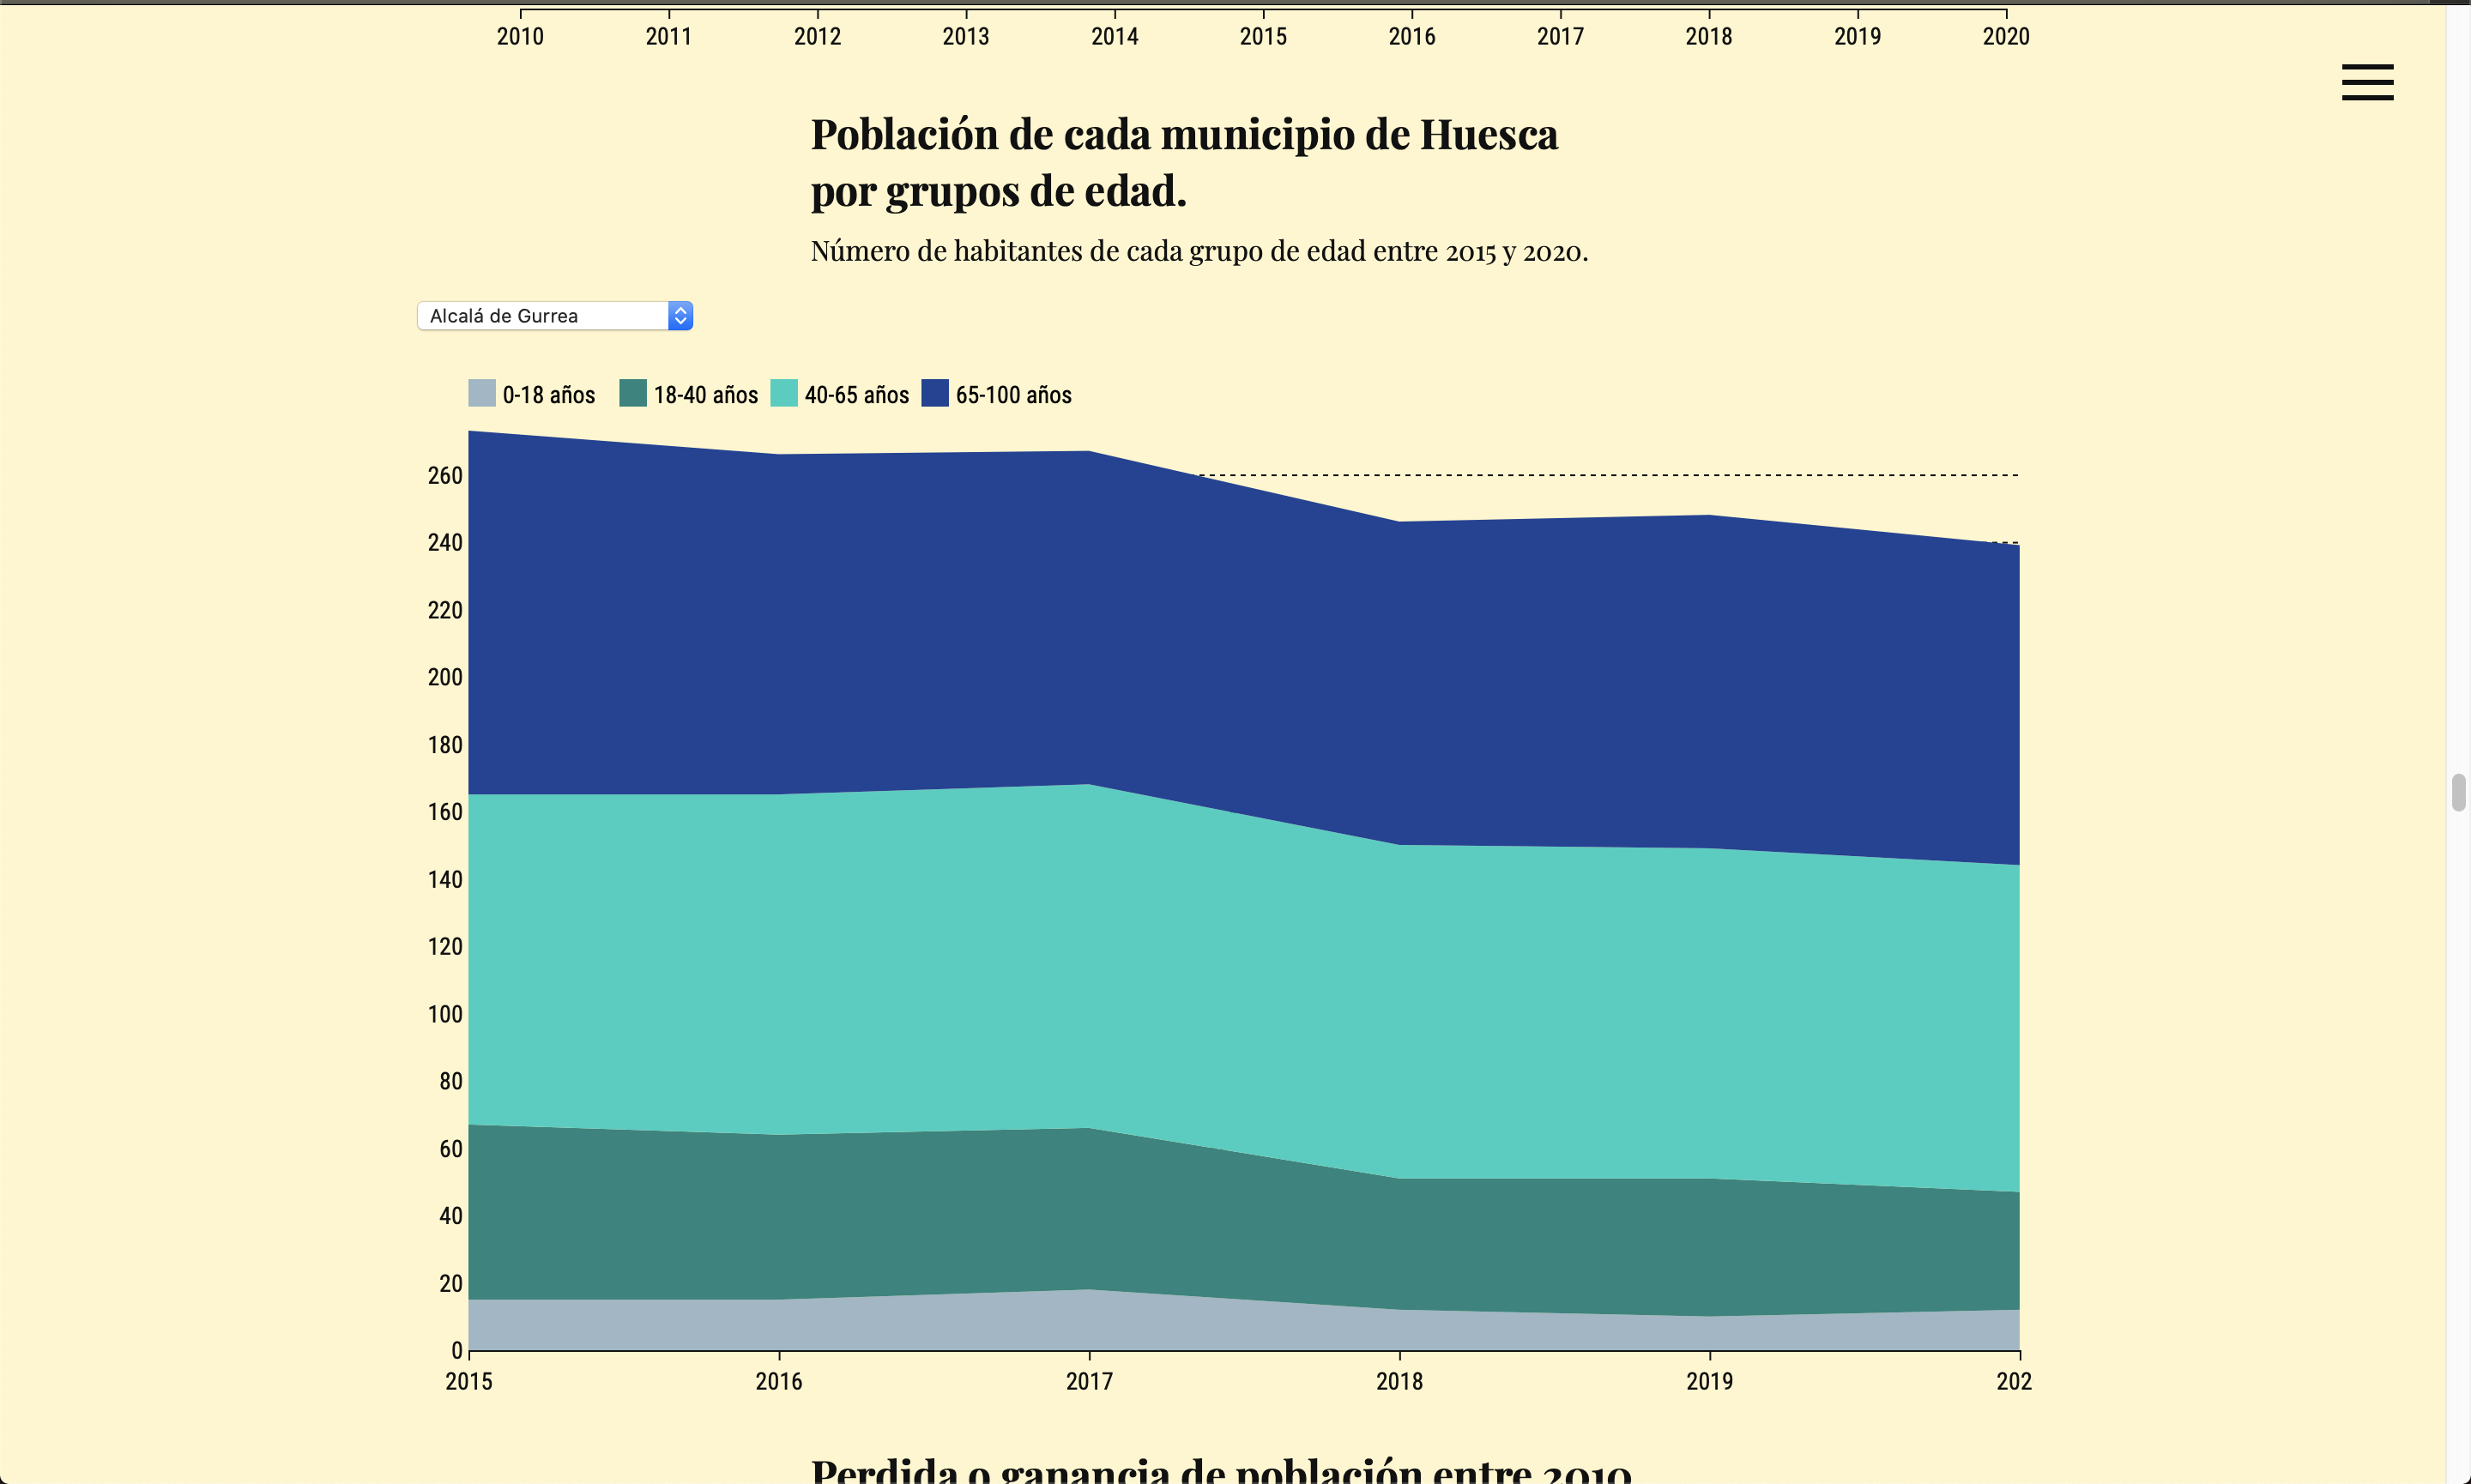 2010 2011 2012 2013 2014 2015 2016 2017 2018 2019 2020
Población de cada municipio de Huesca
por grupos de edad.
Número de habitantes de cada grupo de edad entre 2015 y 2020.
Alcalá de Gurrea
0-18 años 18-40 años 40-65 años 65-100 años
260
240
220
200
180
160
140
120
100
80
60
40
20
0
2015 2016 2017 2018 2019 202
Perdida o ganancia de población entre 2010